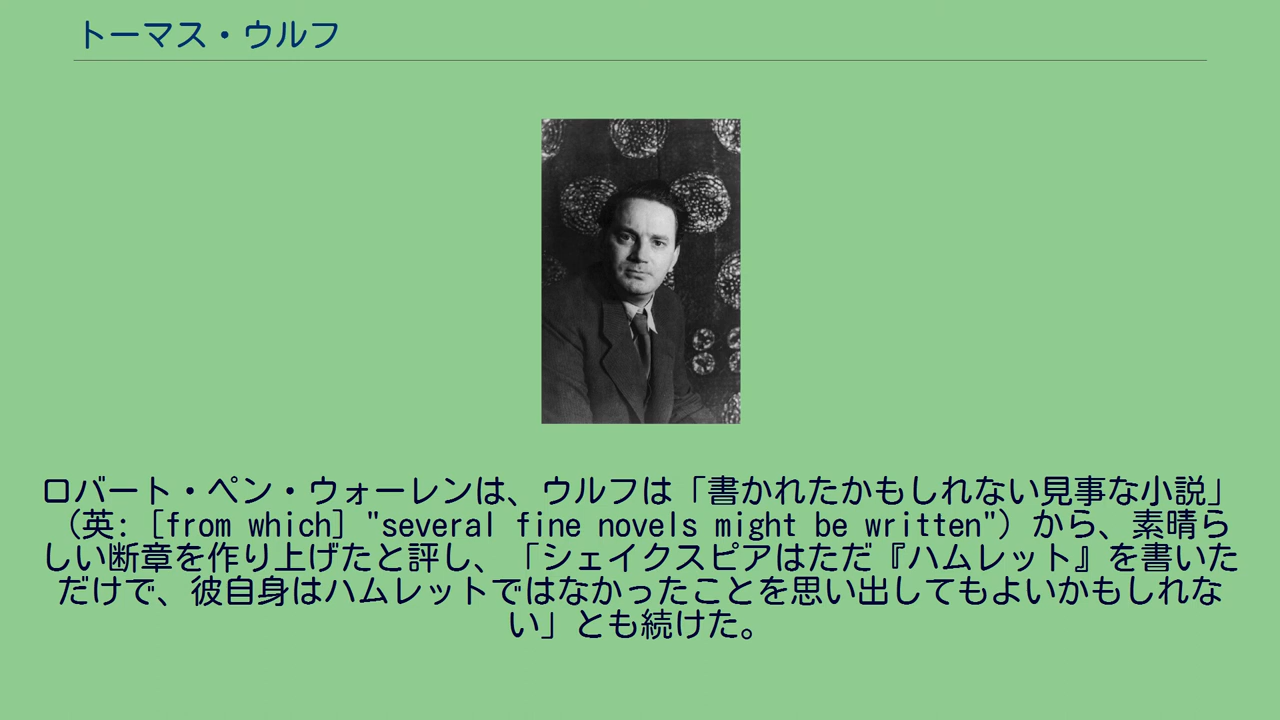 トーマス・ウルフ
ロバート・ペン・ウォーレンは、ウルフは「書かれたかもしれない見事な小説」
（英: [from which] "several fine novels might be written"）から、素晴ら
しい断章を作り上げたと評し、「シェイクスピアはただ『ハムレット』を書いた
だけで、彼自身はハムレットではなかったことを思い出してもよいかもしれな
い」とも続けた。